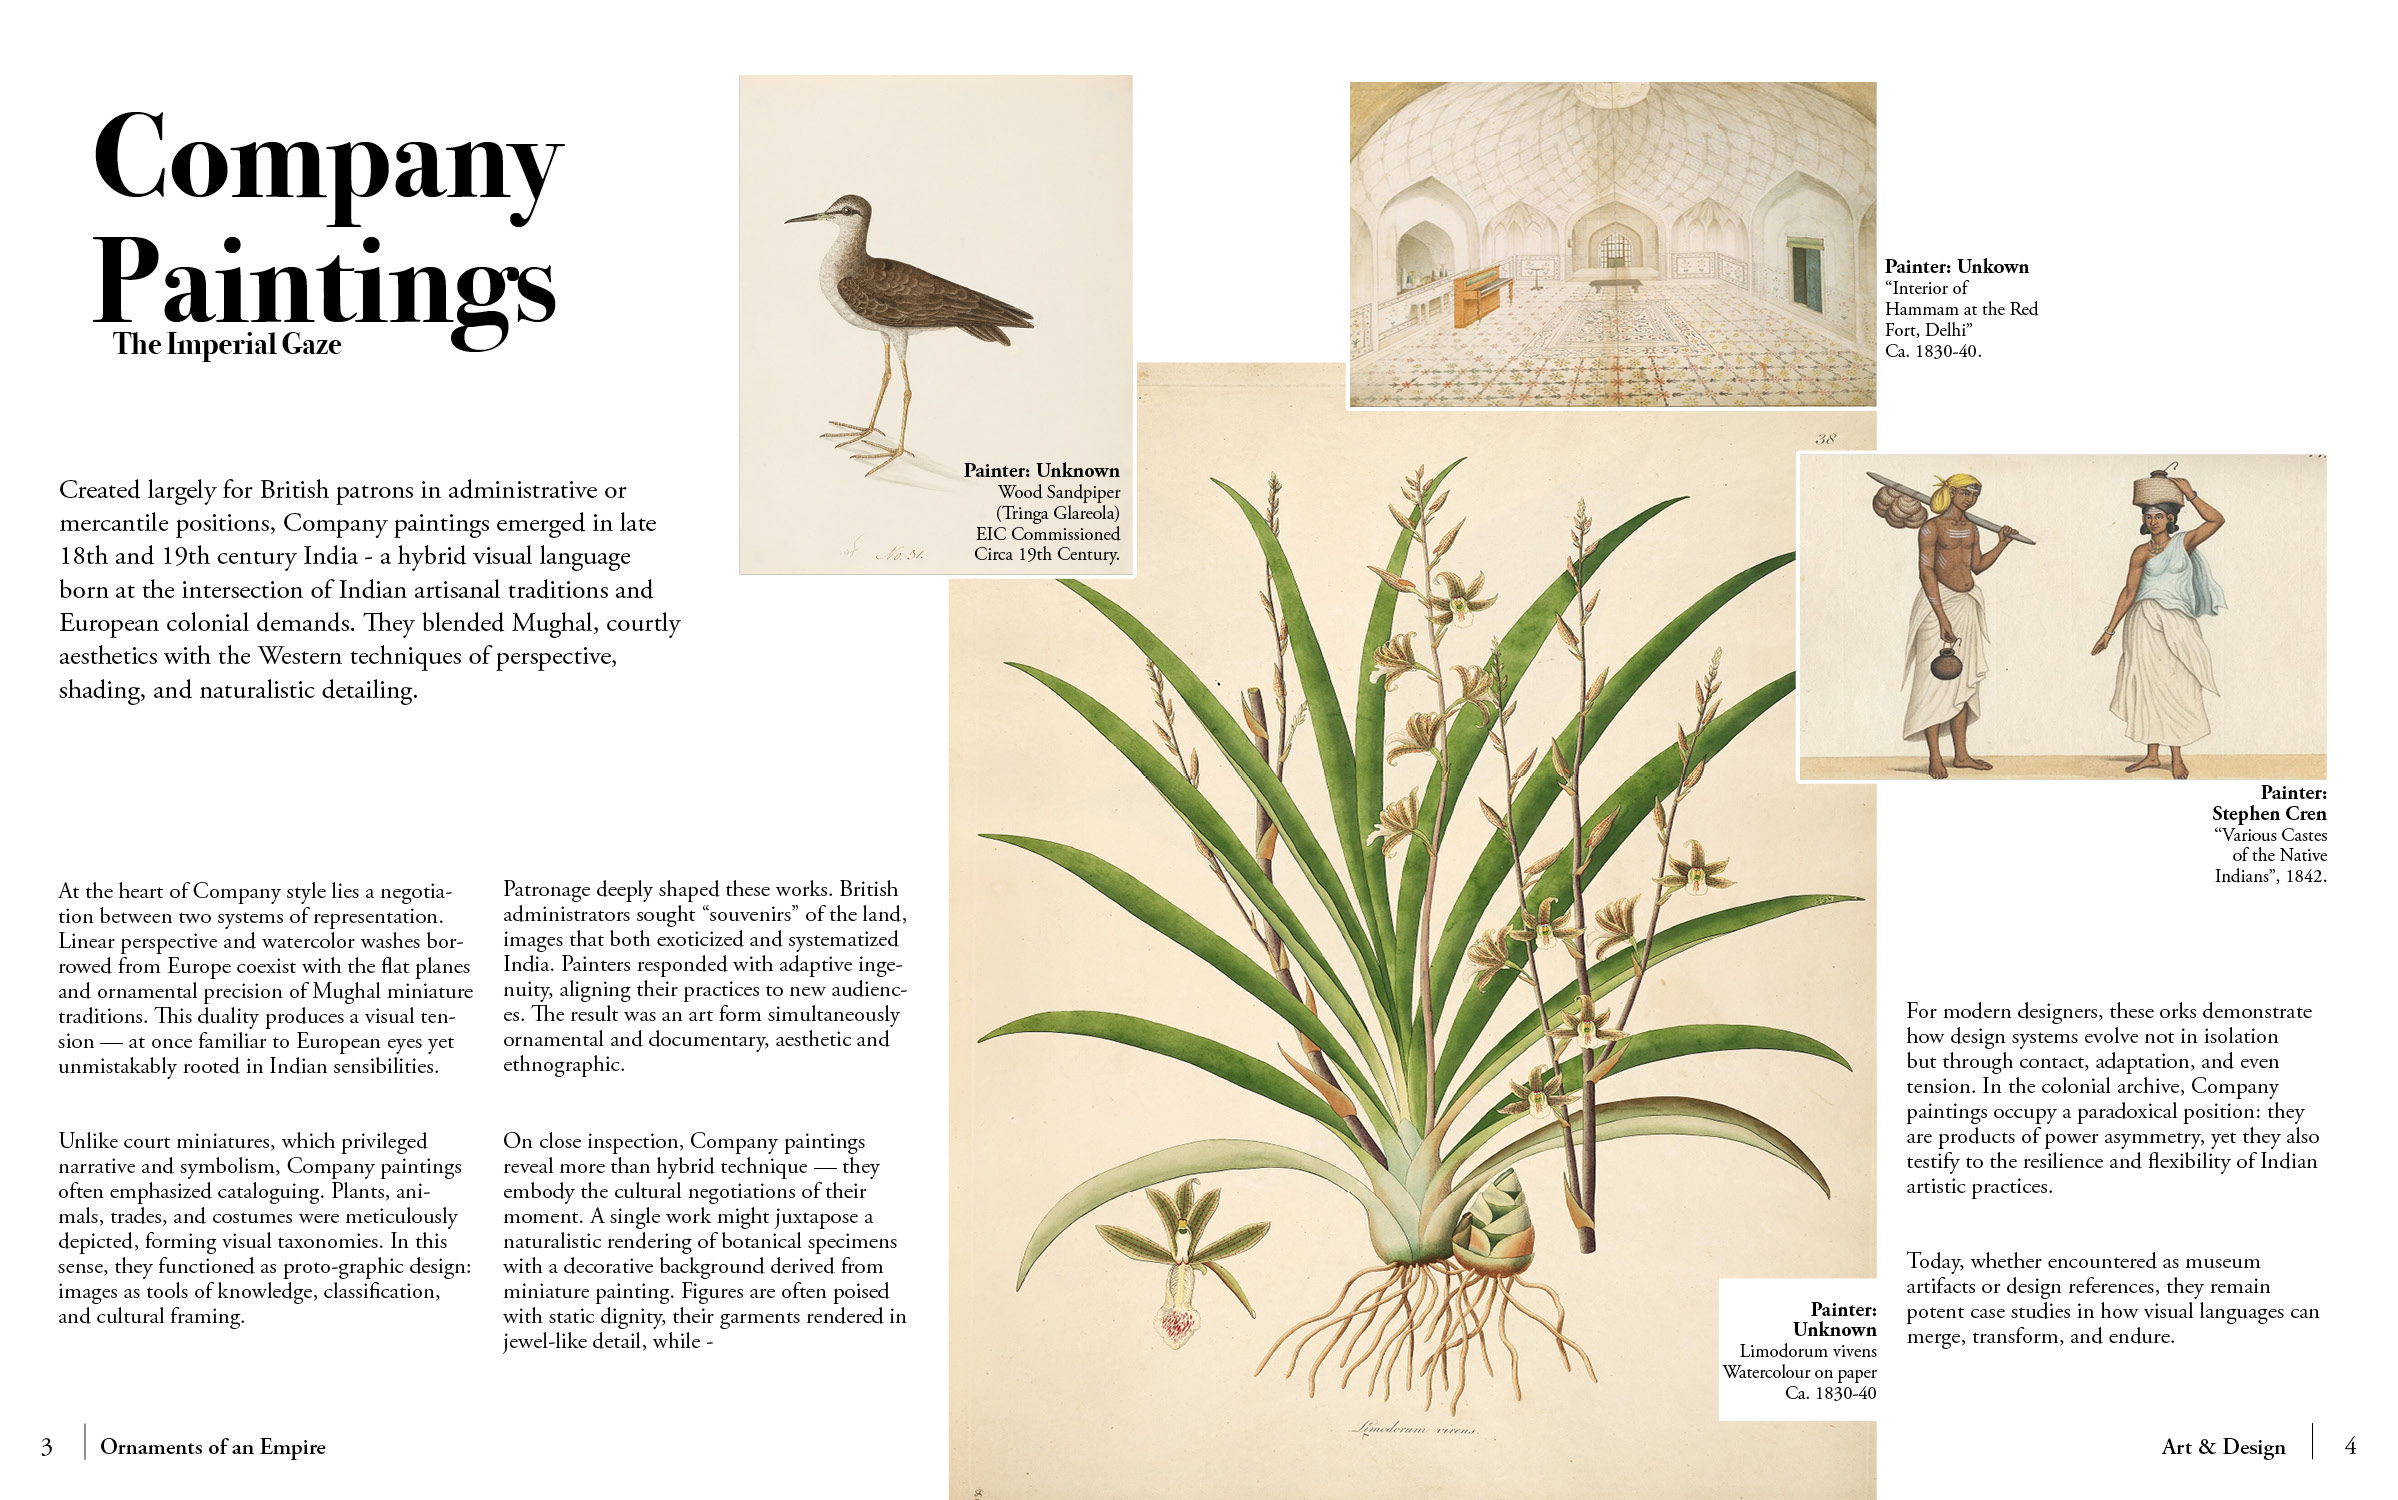 Company
Paintings
The Imperial Gaze
Created largely for British patrons in administrative or
mercantile positions, Company paintings emerged in late
18th and 19th century India - a hybrid visual language
born at the intersection of Indian artisanal traditions and
European colonial demands. They blended Mughal, courtly
aesthetics with the Western techniques of perspective,
shading, and naturalistic detailing.
At the heart of Company style lies a negotia-
tion between two systems of representation.
Linear perspective and watercolor washes bor-
rowed from Europe coexist with the flat planes
and ornamental precision of Mughal miniature
traditions. This duality produces a visual ten-
sion — at once familiar to European eyes yet
unmistakably rooted in Indian sensibilities.
Unlike court miniatures, which privileged
narrative and symbolism, Company paintings
often emphasized cataloguing. Plants, ani-
mals, trades, and costumes were meticulously
depicted, forming visual taxonomies. In this
sense, they functioned as proto-graphic design:
images as tools of knowledge, classification,
and cultural framing.
Patronage deeply shaped these works. British
administrators sought “souvenirs” of the land,
images that both exoticized and systematized
India. Painters responded with adaptive inge-
nuity, aligning their practices to new audienc-
es. The result was an art form simultaneously
ornamental and documentary, aesthetic and
ethnographic.
On close inspection, Company paintings
reveal more than hybrid technique — they
embody the cultural negotiations of their
moment. A single work might juxtapose a
naturalistic rendering of botanical specimens
with a decorative background derived from
miniature painting. Figures are often poised
with static dignity, their garments rendered in
jewel-like detail, while -
No. 31.
Painter: Unknown
Wood Sandpiper
(Tringa Glareola)
EIC Commissioned
Circa 19th Century.
Painter: Unkown
“Interior of
Hammam at the Red
Fort, Delhi”
Ca. 1830-40.
38
Painter:
Stephen Cren
“Various Castes
of the Native
Indians”, 1842.
Painter:
Unknown
Limodorum vivens
Watercolour on paper
Ca. 1830-40
Limodorum virens.
For modern designers, these orks demonstrate
how design systems evolve not in isolation
but through contact, adaptation, and even
tension. In the colonial archive, Company
paintings occupy a paradoxical position: they
are products of power asymmetry, yet they also
testify to the resilience and flexibility of Indian
artistic practices.
Today, whether encountered as museum
artifacts or design references, they remain
potent case studies in how visual languages can
merge, transform, and endure.
3 Ornaments of an Empire
Art & Design 4